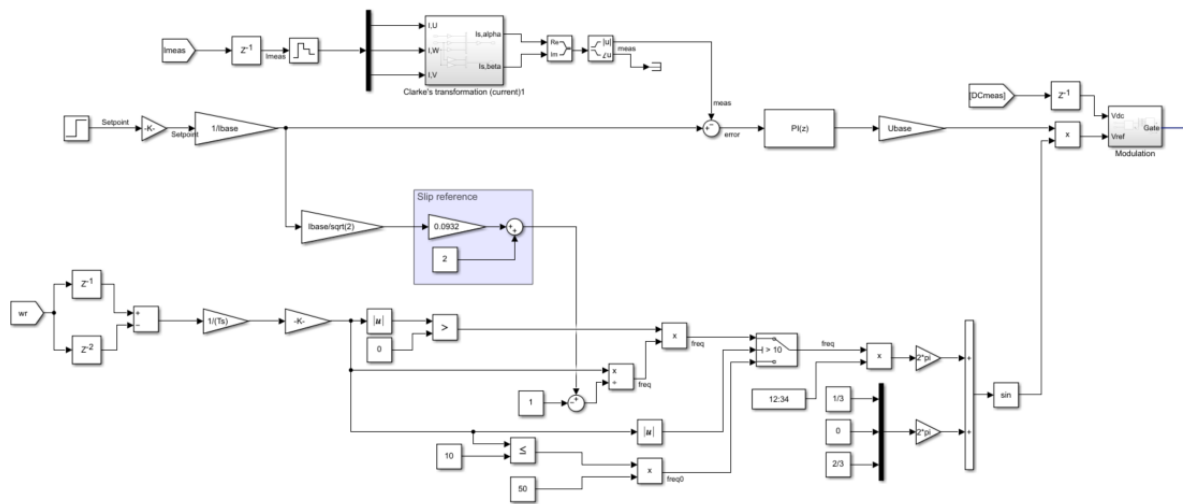 Imeas
Z-1
Imeas
I,U
I,W
I,V
Is,alpha
Is,beta
Clarke's transformation (current)1
Re
Im
|u|
∠u
meas
meas
[DCmeas]
Z-1
Vdc
Vref
Gate
Modulation
Setpoint
-K-
Setpoint
1/Ibase
+
−
error
PI(z)
Ubase
x
Slip reference
Ibase/sqrt(2)
0.0932
+
+
2
wr
Z-1
Z-2
+
−
1/(Ts)
-K-
|u|
0
>
x
freq
x
÷
freq
1
−
+
> 10
freq
x
12:34
2*pi
|u|
10
≤
50
x
freq0
1/3
0
2/3
2*pi
+
+
sin